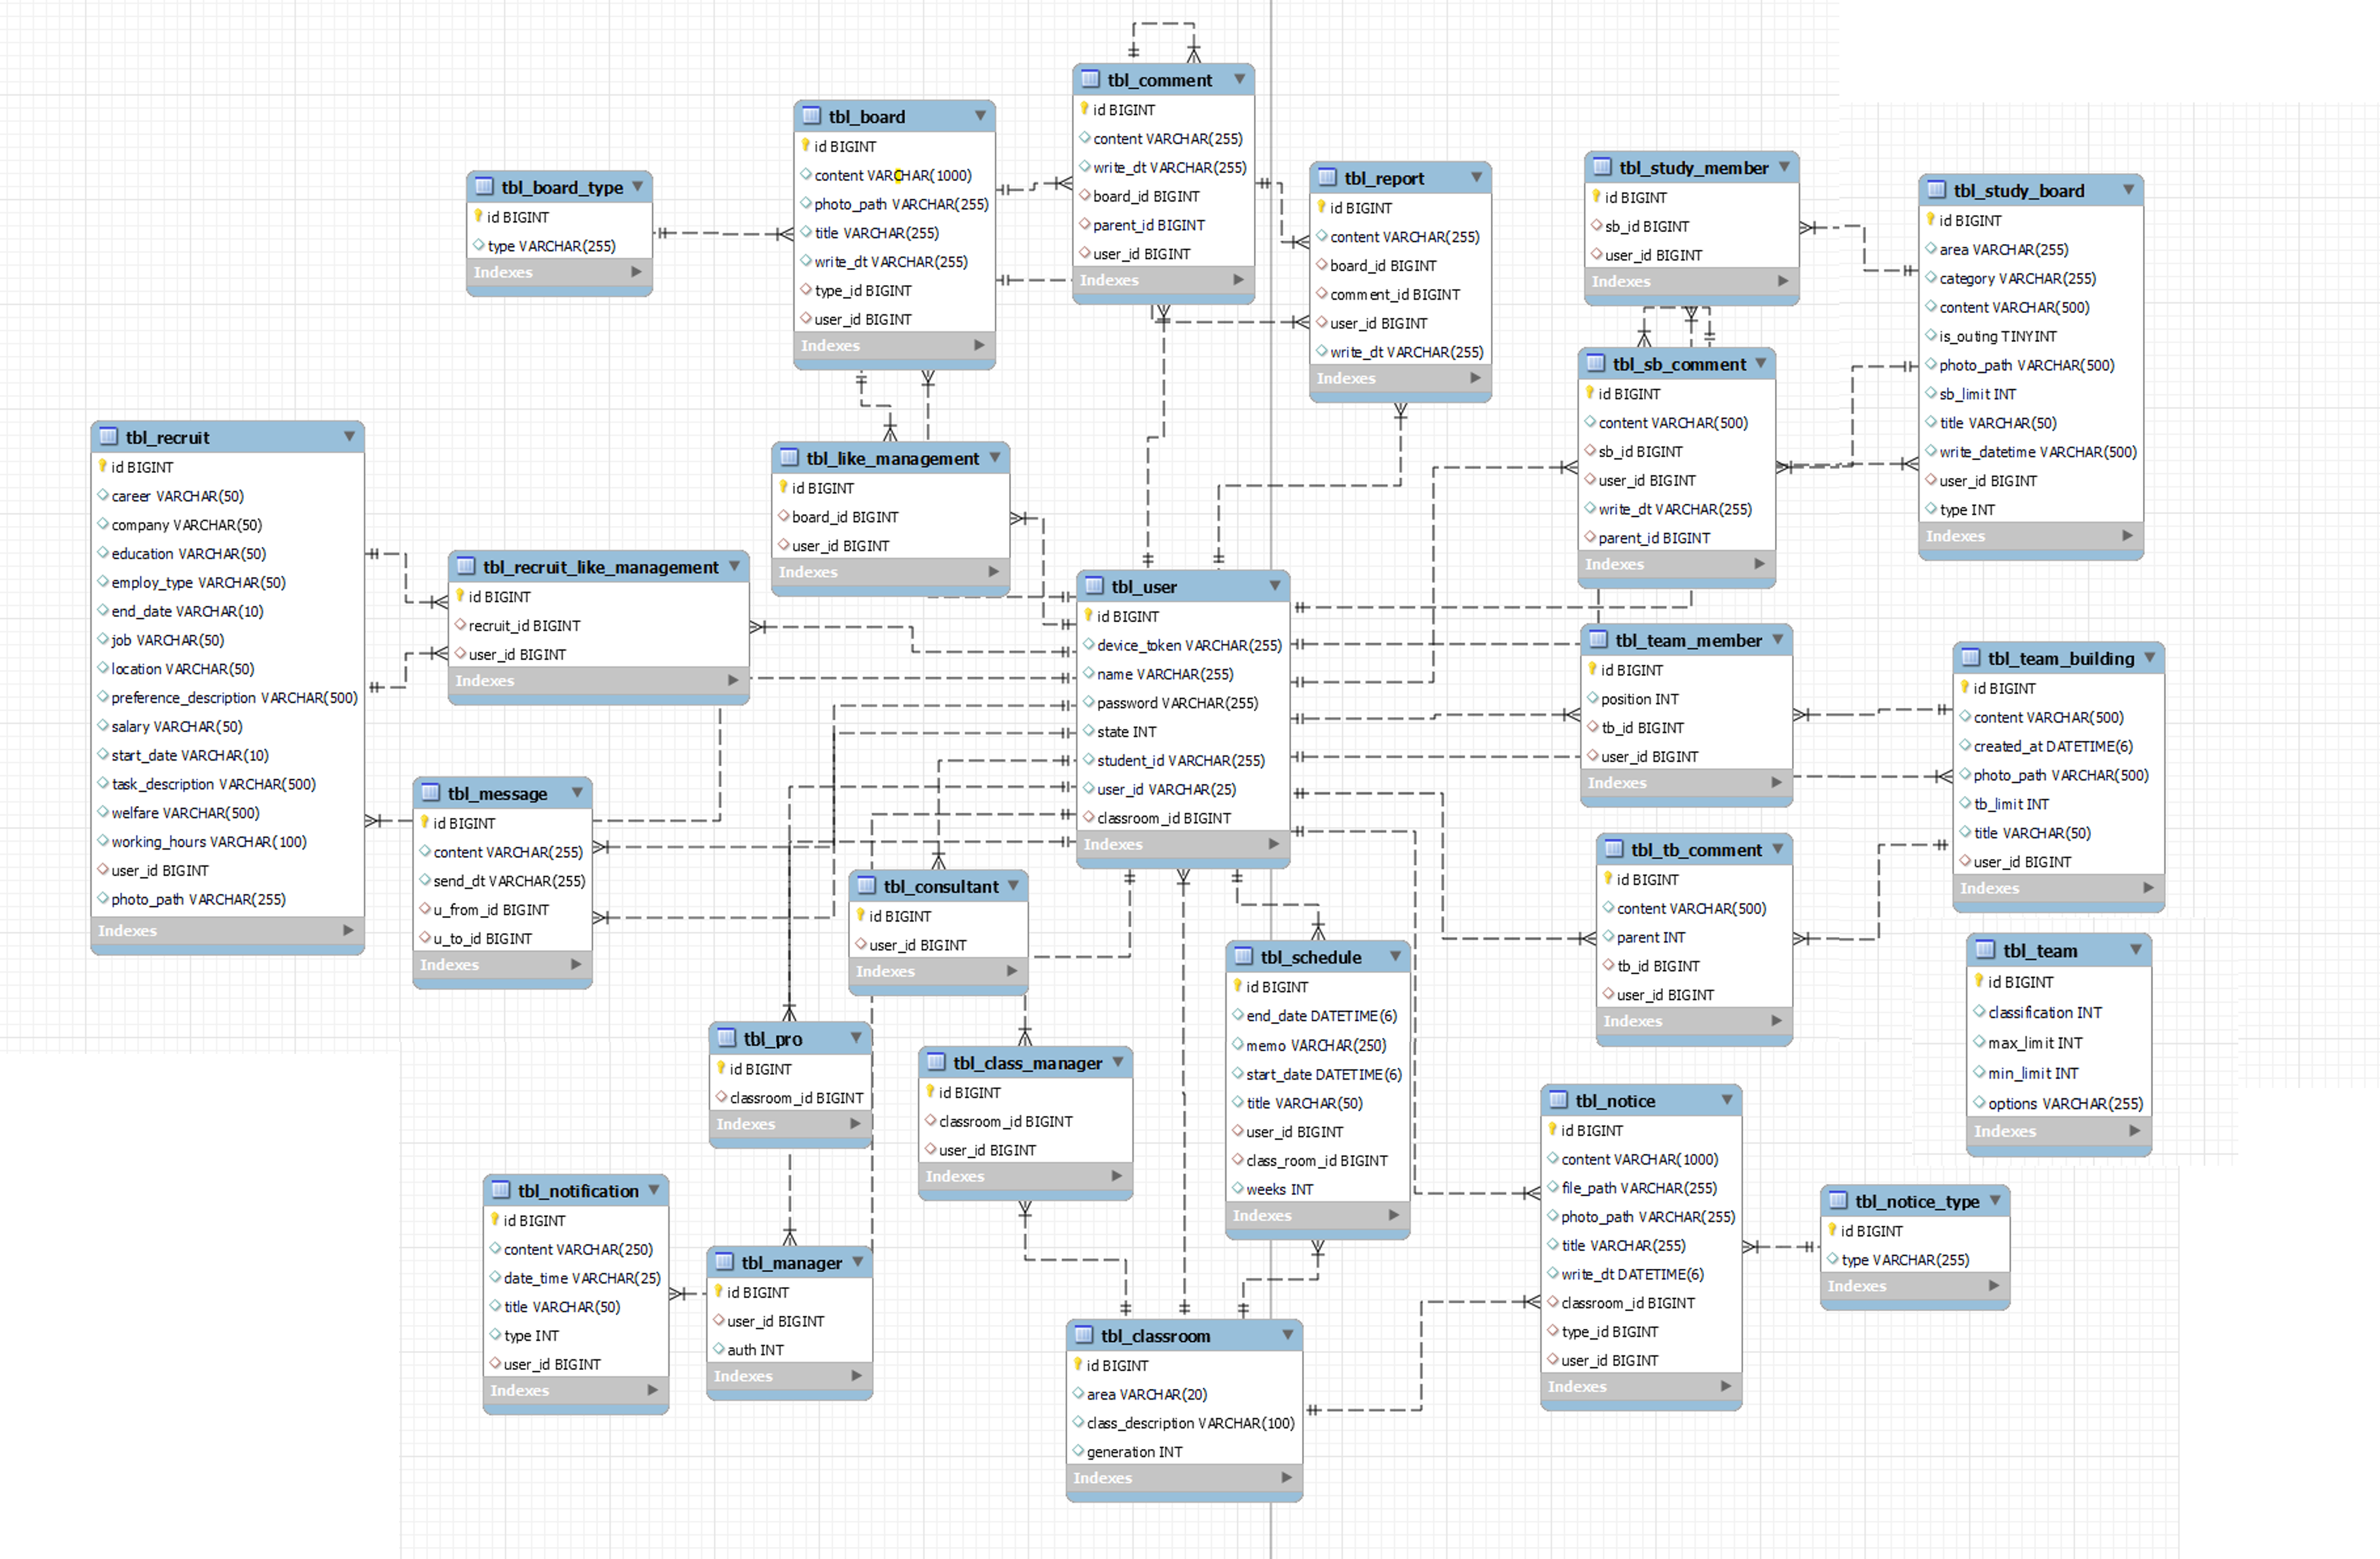 tbl_comment
id BIGINT
content VARCHAR(255)
write_dt VARCHAR(255)
board_id BIGINT
parent_id BIGINT
user_id BIGINT
Indexes
tbl_board
id BIGINT
content VARCHAR(1000)
photo_path VARCHAR(255)
title VARCHAR(255)
write_dt VARCHAR(255)
type_id BIGINT
user_id BIGINT
Indexes
tbl_board_type
id BIGINT
type VARCHAR(255)
Indexes
tbl_report
id BIGINT
content VARCHAR(255)
board_id BIGINT
comment_id BIGINT
user_id BIGINT
write_dt VARCHAR(255)
Indexes
tbl_study_member
id BIGINT
sb_id BIGINT
user_id BIGINT
Indexes
tbl_study_board
id BIGINT
area VARCHAR(255)
category VARCHAR(255)
content VARCHAR(500)
is_outing TINYINT
photo_path VARCHAR(500)
sb_limit INT
title VARCHAR(50)
write_datetime VARCHAR(500)
user_id BIGINT
type INT
Indexes
tbl_sb_comment
id BIGINT
content VARCHAR(500)
sb_id BIGINT
user_id BIGINT
write_dt VARCHAR(255)
parent_id BIGINT
Indexes
tbl_recruit
id BIGINT
career VARCHAR(50)
company VARCHAR(50)
education VARCHAR(50)
employ_type VARCHAR(50)
end_date VARCHAR(10)
job VARCHAR(50)
location VARCHAR(50)
preference_description VARCHAR(500)
salary VARCHAR(50)
start_date VARCHAR(10)
task_description VARCHAR(500)
welfare VARCHAR(500)
working_hours VARCHAR(100)
user_id BIGINT
photo_path VARCHAR(255)
Indexes
tbl_like_management
id BIGINT
board_id BIGINT
user_id BIGINT
Indexes
tbl_recruit_like_management
id BIGINT
recruit_id BIGINT
user_id BIGINT
Indexes
tbl_user
id BIGINT
device_token VARCHAR(255)
name VARCHAR(255)
password VARCHAR(255)
state INT
student_id VARCHAR(255)
user_id VARCHAR(25)
classroom_id BIGINT
Indexes
tbl_team_member
id BIGINT
position INT
tb_id BIGINT
user_id BIGINT
Indexes
tbl_team_building
id BIGINT
content VARCHAR(500)
created_at DATETIME(6)
photo_path VARCHAR(500)
tb_limit INT
title VARCHAR(50)
user_id BIGINT
Indexes
tbl_message
id BIGINT
content VARCHAR(255)
send_dt VARCHAR(255)
u_from_id BIGINT
u_to_id BIGINT
Indexes
tbl_consultant
id BIGINT
user_id BIGINT
Indexes
tbl_tb_comment
id BIGINT
content VARCHAR(500)
parent INT
tb_id BIGINT
user_id BIGINT
Indexes
tbl_schedule
id BIGINT
end_date DATETIME(6)
memo VARCHAR(250)
start_date DATETIME(6)
title VARCHAR(50)
user_id BIGINT
class_room_id BIGINT
weeks INT
Indexes
tbl_team
id BIGINT
classification INT
max_limit INT
min_limit INT
options VARCHAR(255)
Indexes
tbl_pro
id BIGINT
classroom_id BIGINT
Indexes
tbl_class_manager
id BIGINT
classroom_id BIGINT
user_id BIGINT
Indexes
tbl_notice
id BIGINT
content VARCHAR(1000)
file_path VARCHAR(255)
photo_path VARCHAR(255)
title VARCHAR(255)
write_dt DATETIME(6)
classroom_id BIGINT
type_id BIGINT
user_id BIGINT
Indexes
tbl_notice_type
id BIGINT
type VARCHAR(255)
Indexes
tbl_notification
id BIGINT
content VARCHAR(250)
date_time VARCHAR(25)
title VARCHAR(50)
type INT
user_id BIGINT
Indexes
tbl_manager
id BIGINT
user_id BIGINT
auth INT
Indexes
tbl_classroom
id BIGINT
area VARCHAR(20)
class_description VARCHAR(100)
generation INT
Indexes